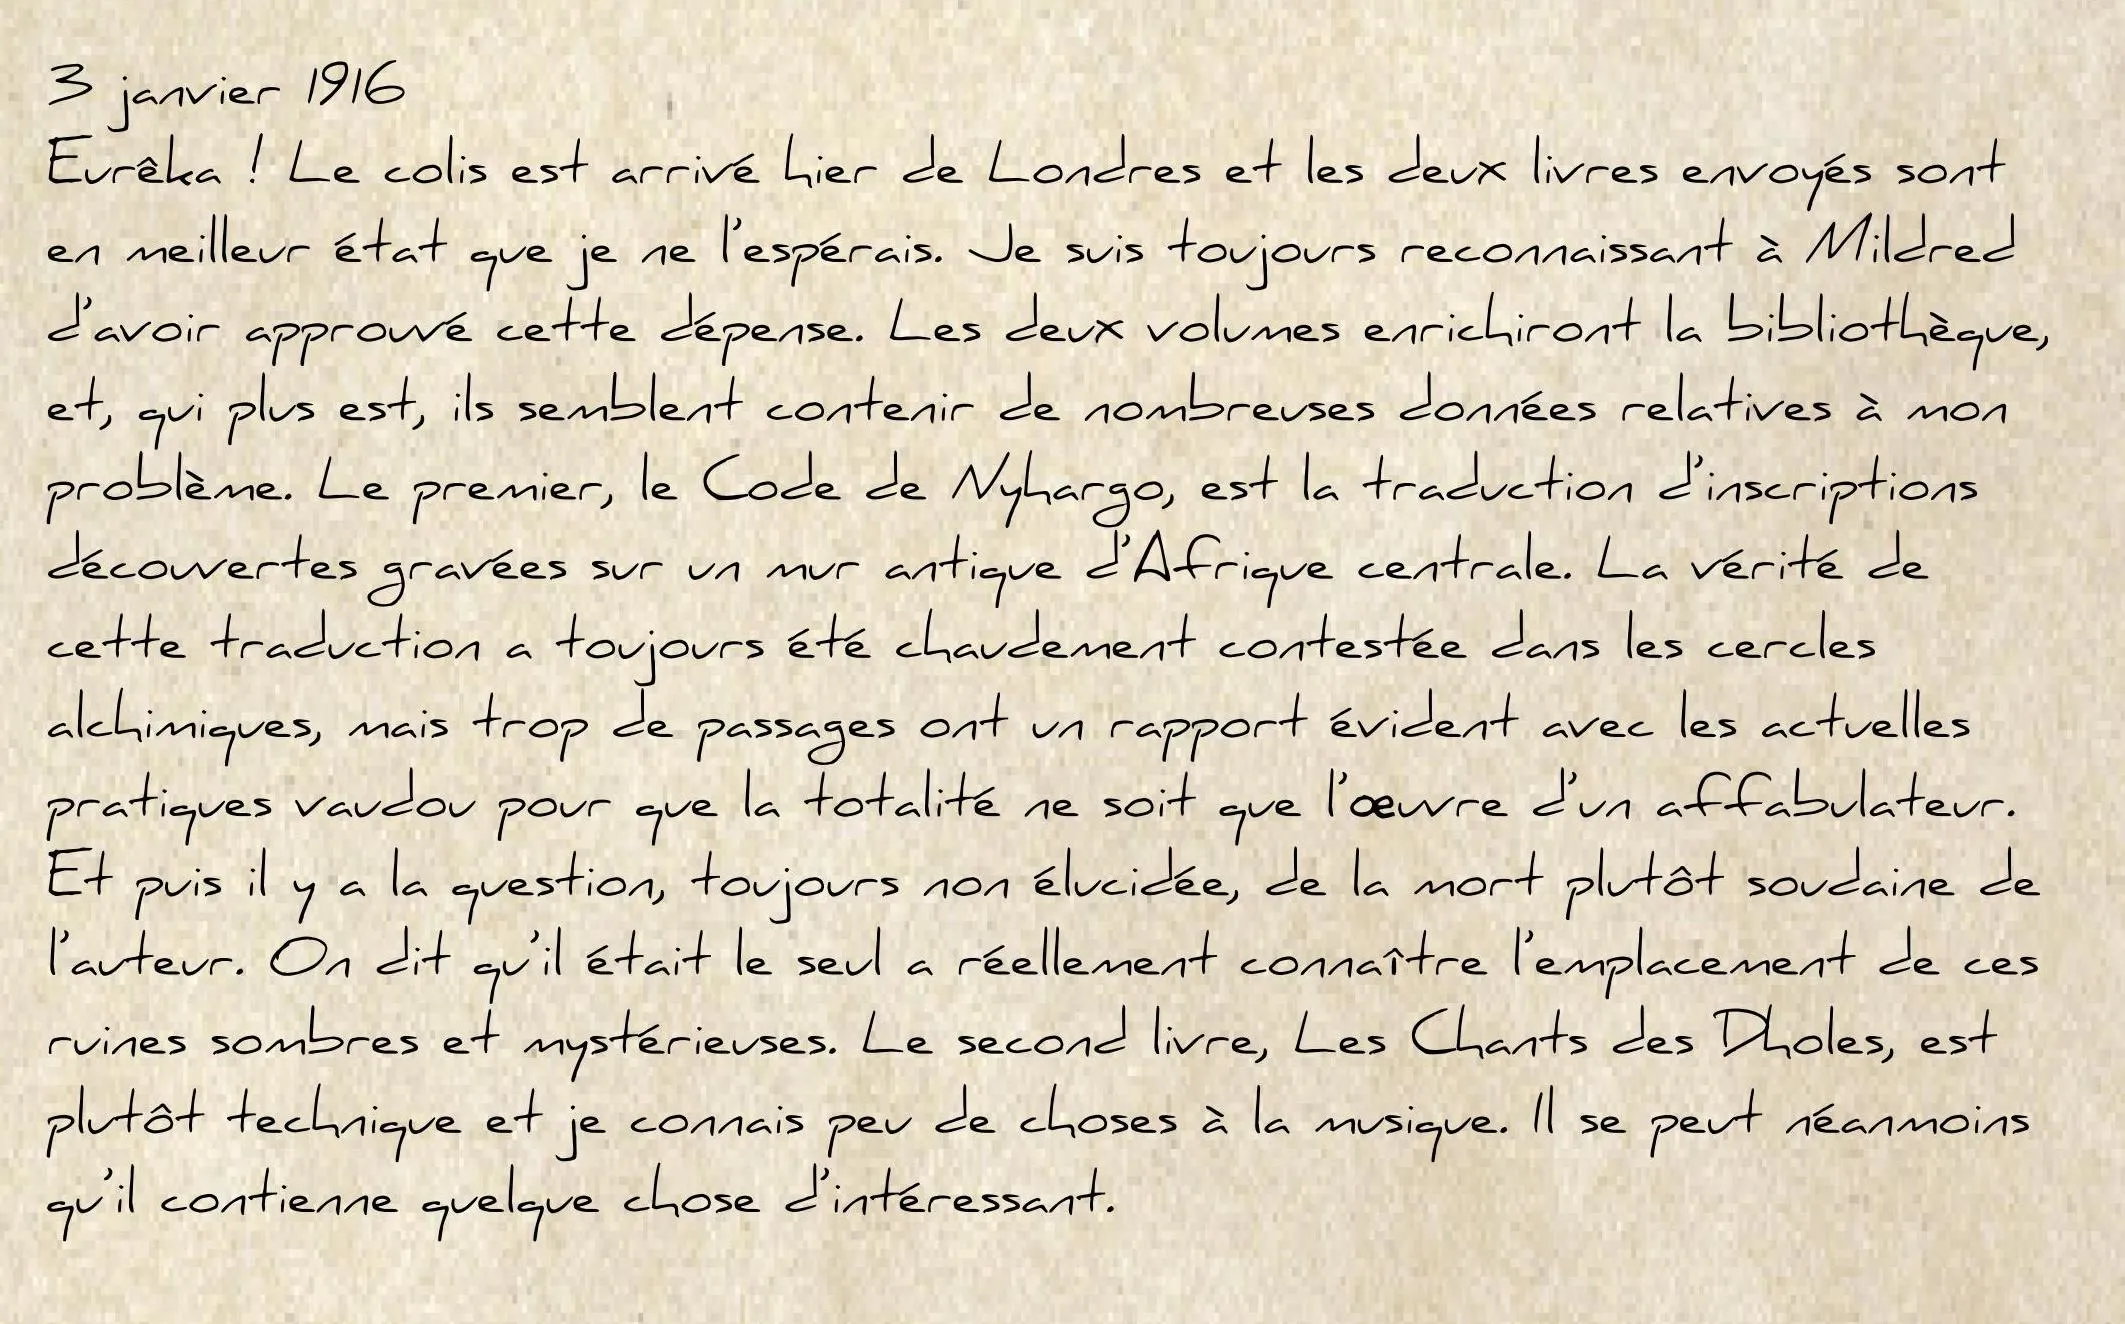 3 janvier 1916
Eurêka ! Le colis est arrivé hier de Londres et les deux livres envoyés sont
en meilleur état que je ne l'espérais. Je suis toujours reconnaissant à Mildred
d'avoir approuvé cette dépense. Les deux volumes enrichiront la bibliothèque,
et, qui plus est, ils semblent contenir de nombreuses données relatives à mon
problème. Le premier, le Code de Nyhargo, est la traduction d'inscriptions
découvertes gravées sur un mur antique d'Afrique centrale. La vérité de
cette traduction a toujours été chaudement contestée dans les cercles
alchimiques, mais trop de passages ont un rapport évident avec les actuelles
pratiques vaudou pour que la totalité ne soit que l'œuvre d'un affabulateur.
Et puis il y a la question, toujours non élucidée, de la mort plutôt soudaine de
l'auteur. On dit qu'il était le seul a réellement connaître l'emplacement de ces
ruines sombres et mystérieuses. Le second livre, Les Chants des Dholes, est
plutôt technique et je connais peu de choses à la musique. Il se peut néanmoins
qu'il contienne quelque chose d'intéressant.